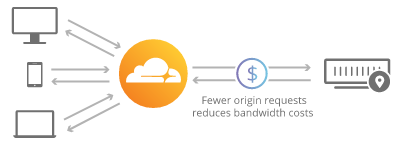 $
Fewer origin requests
reduces bandwidth costs